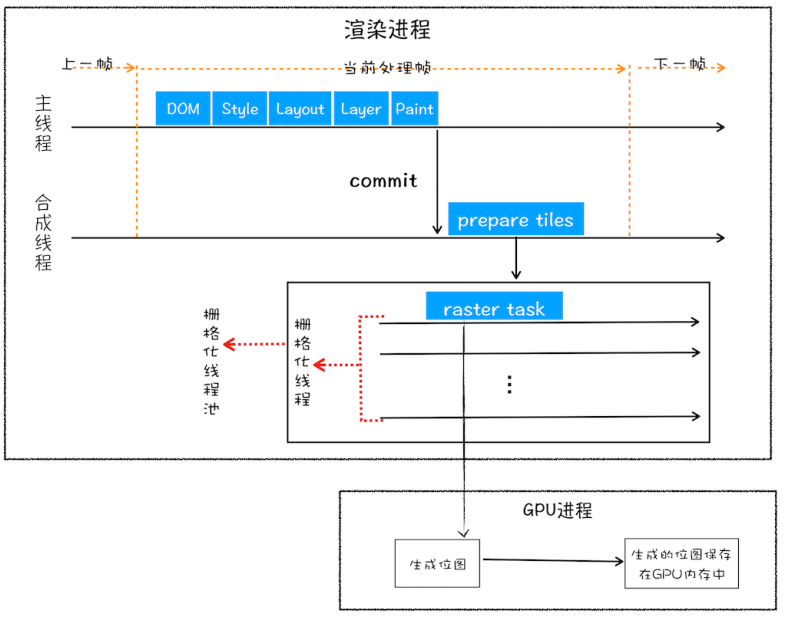 渲染进程
上一帧
当前处理帧
下一帧
主线程
DOM
Style
Layout
Layer
Paint
commit
合成线程
prepare tiles
raster task
栅格化线程池
栅格化线程
GPU进程
生成位图
生成的位图保存
在GPU内存中